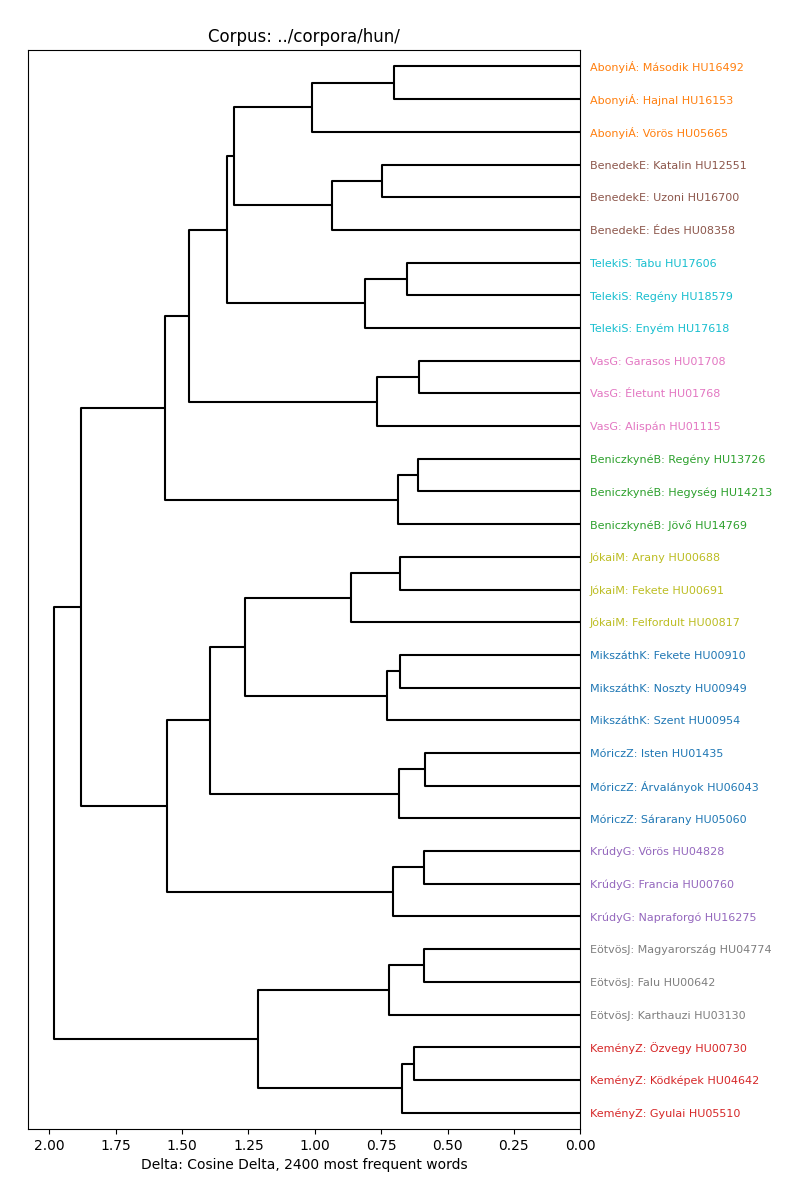 Corpus: ../corpora/hun/
AbonyiÁ: Második HU16492
AbonyiÁ: Hajnal HU16153
AbonyiÁ: Vörös HU05665
BenedekE: Katalin HU12551
BenedekE: Uzoni HU16700
BenedekE: Édes HU08358
TelekiS: Tabu HU17606
TelekiS: Regény HU18579
TelekiS: Enyém HU17618
VasG: Garasos HU01708
VasG: Életunt HU01768
VasG: Alispán HU01115
BeniczkynéB: Regény HU13726
BeniczkynéB: Hegység HU14213
BeniczkynéB: Jövő HU14769
JókaiM: Arany HU00688
JókaiM: Fekete HU00691
JókaiM: Felfordult HU00817
MikszáthK: Fekete HU00910
MikszáthK: Noszty HU00949
MikszáthK: Szent HU00954
MóriczZ: Isten HU01435
MóriczZ: Árvalányok HU06043
MóriczZ: Sárarany HU05060
KrúdyG: Vörös HU04828
KrúdyG: Francia HU00760
KrúdyG: Napraforgó HU16275
EötvösJ: Magyarország HU04774
EötvösJ: Falu HU00642
EötvösJ: Karthauzi HU03130
KeményZ: Özvegy HU00730
KeményZ: Ködképek HU04642
KeményZ: Gyulai HU05510
2.00 1.75 1.50 1.25 1.00 0.75 0.50 0.25 0.00
Delta: Cosine Delta, 2400 most frequent words